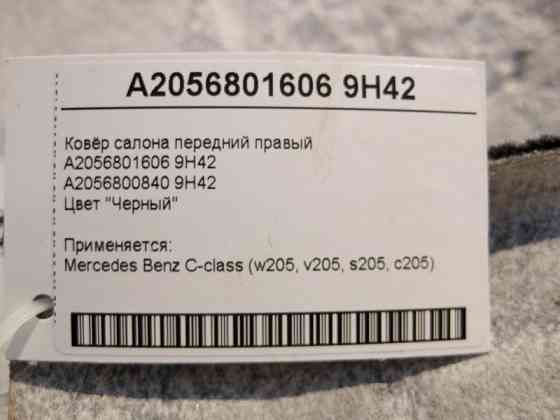 A2056801606 9H42
Ковёр салона передний правый
A2056801606 9H42
A2056800840 9H42
Цвет "Черный"
Применяется:
Mercedes Benz C-class (w205, v205, s205, c205)